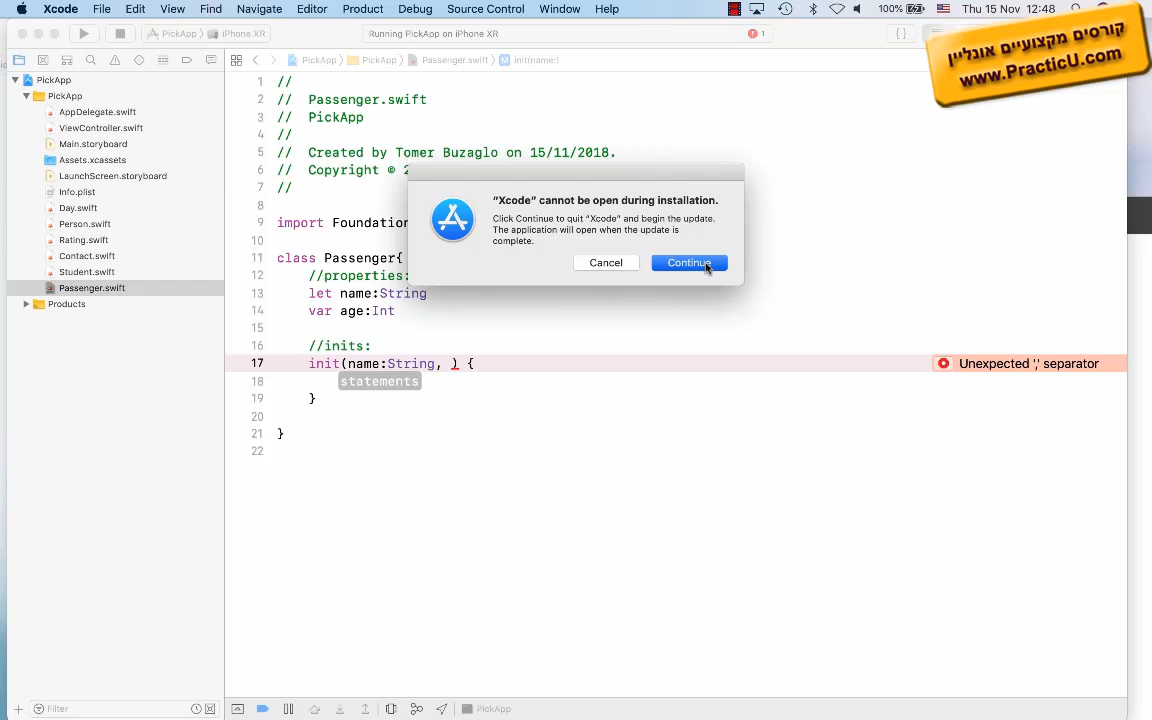 Xcode File Edit View Find Navigate Editor Product Debug Source Control Window Help 100% Thu 15 Nov 12:48
PickApp 〉 iPhone XR Running PickApp on iPhone XR 1 { }
קורסים מקצועיים אונליין
www.PracticU.com
PickApp 〉 PickApp 〉 Passenger.swift 〉 M init(name:)
PickApp
PickApp
AppDelegate.swift
ViewController.swift
Main.storyboard
Assets.xcassets
LaunchScreen.storyboard
Info.plist
Day.swift
Person.swift
Rating.swift
Contact.swift
Student.swift
Passenger.swift
Products
1 //
2 // Passenger.swift
3 // PickApp
4 //
5 // Created by Tomer Buzaglo on 15/11/2018.
6 // Copyright © 2
7 //
8
9 import Foundation
10
11 class Passenger{
12 //properties:
13 let name:String
14 var age:Int
15
16 //inits:
17 init(name:String, ) { Unexpected ',' separator
18 statements
19 }
20
21 }
22
“Xcode” cannot be open during installation.
Click Continue to quit “Xcode” and begin the update.
The application will open when the update is
complete.
Cancel Continue
Filter PickApp